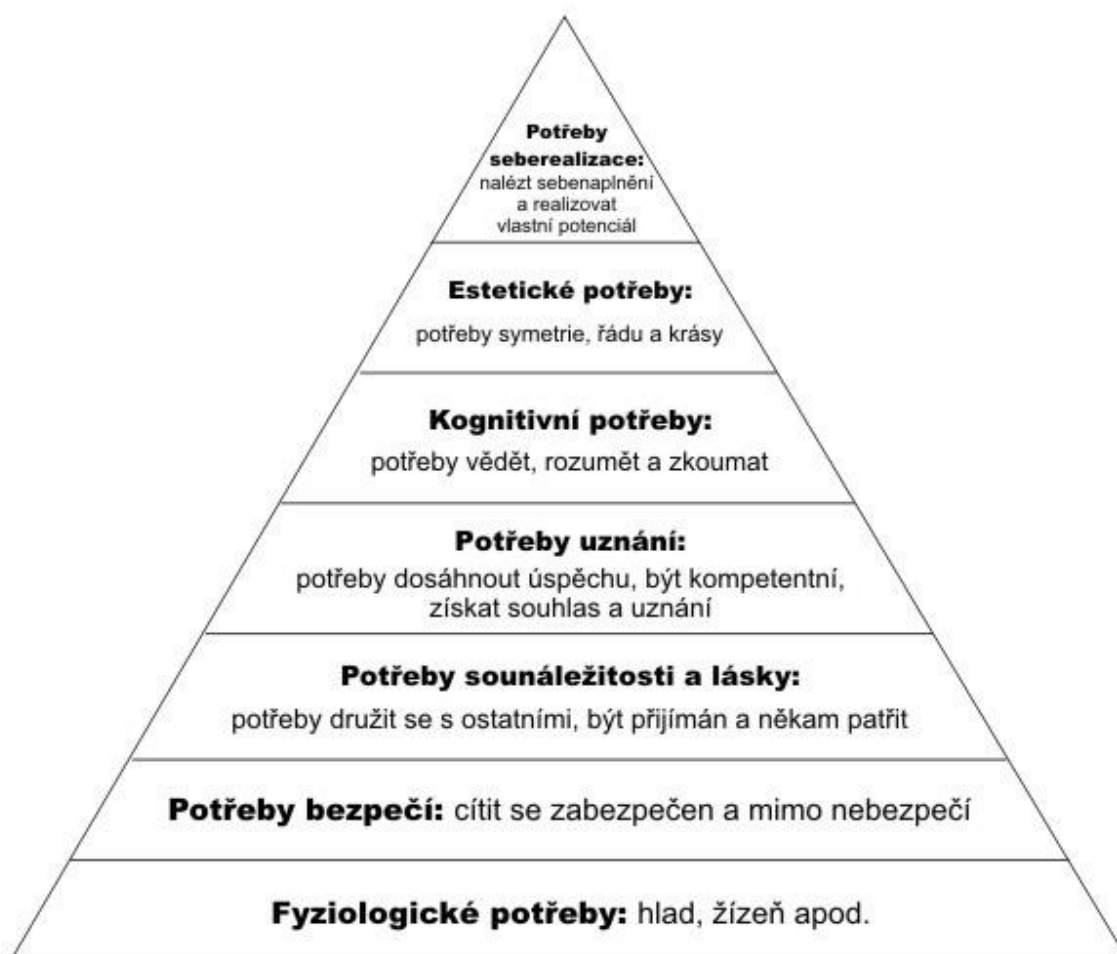 Potřeby
seberealizace:
nalézt sebenaplnění
a realizovat
vlastní potenciál
Estetické potřeby:
potřeby symetrie, řádu a krásy
Kognitivní potřeby:
potřeby vědět, rozumět a zkoumat
Potřeby uznání:
potřeby dosáhnout úspěchu, být kompetentní,
získat souhlas a uznání
Potřeby sounáležitosti a lásky:
potřeby družit se s ostatními, být přijímán a někam patřit
Potřeby bezpečí: cítit se zabezpečen a mimo nebezpečí
Fyziologické potřeby: hlad, žízeň apod.